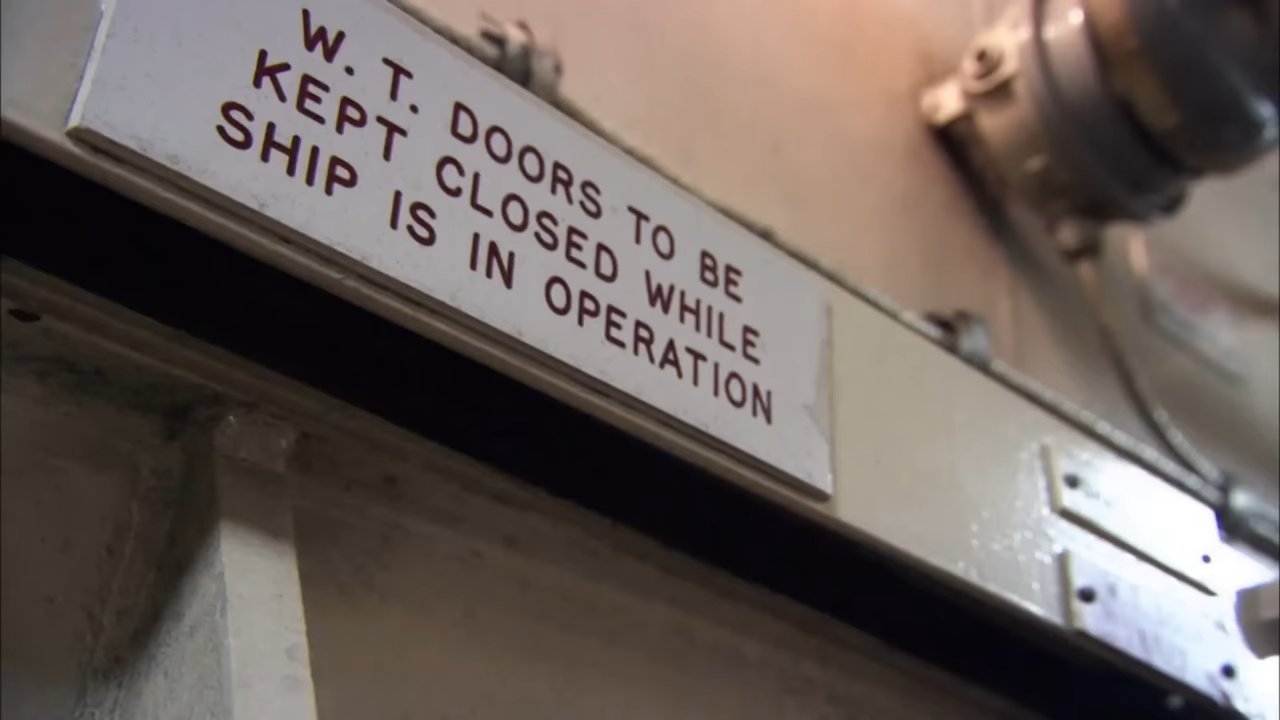 W. T. DOORS TO BE
KEPT CLOSED WHILE
SHIP IS IN OPERATION